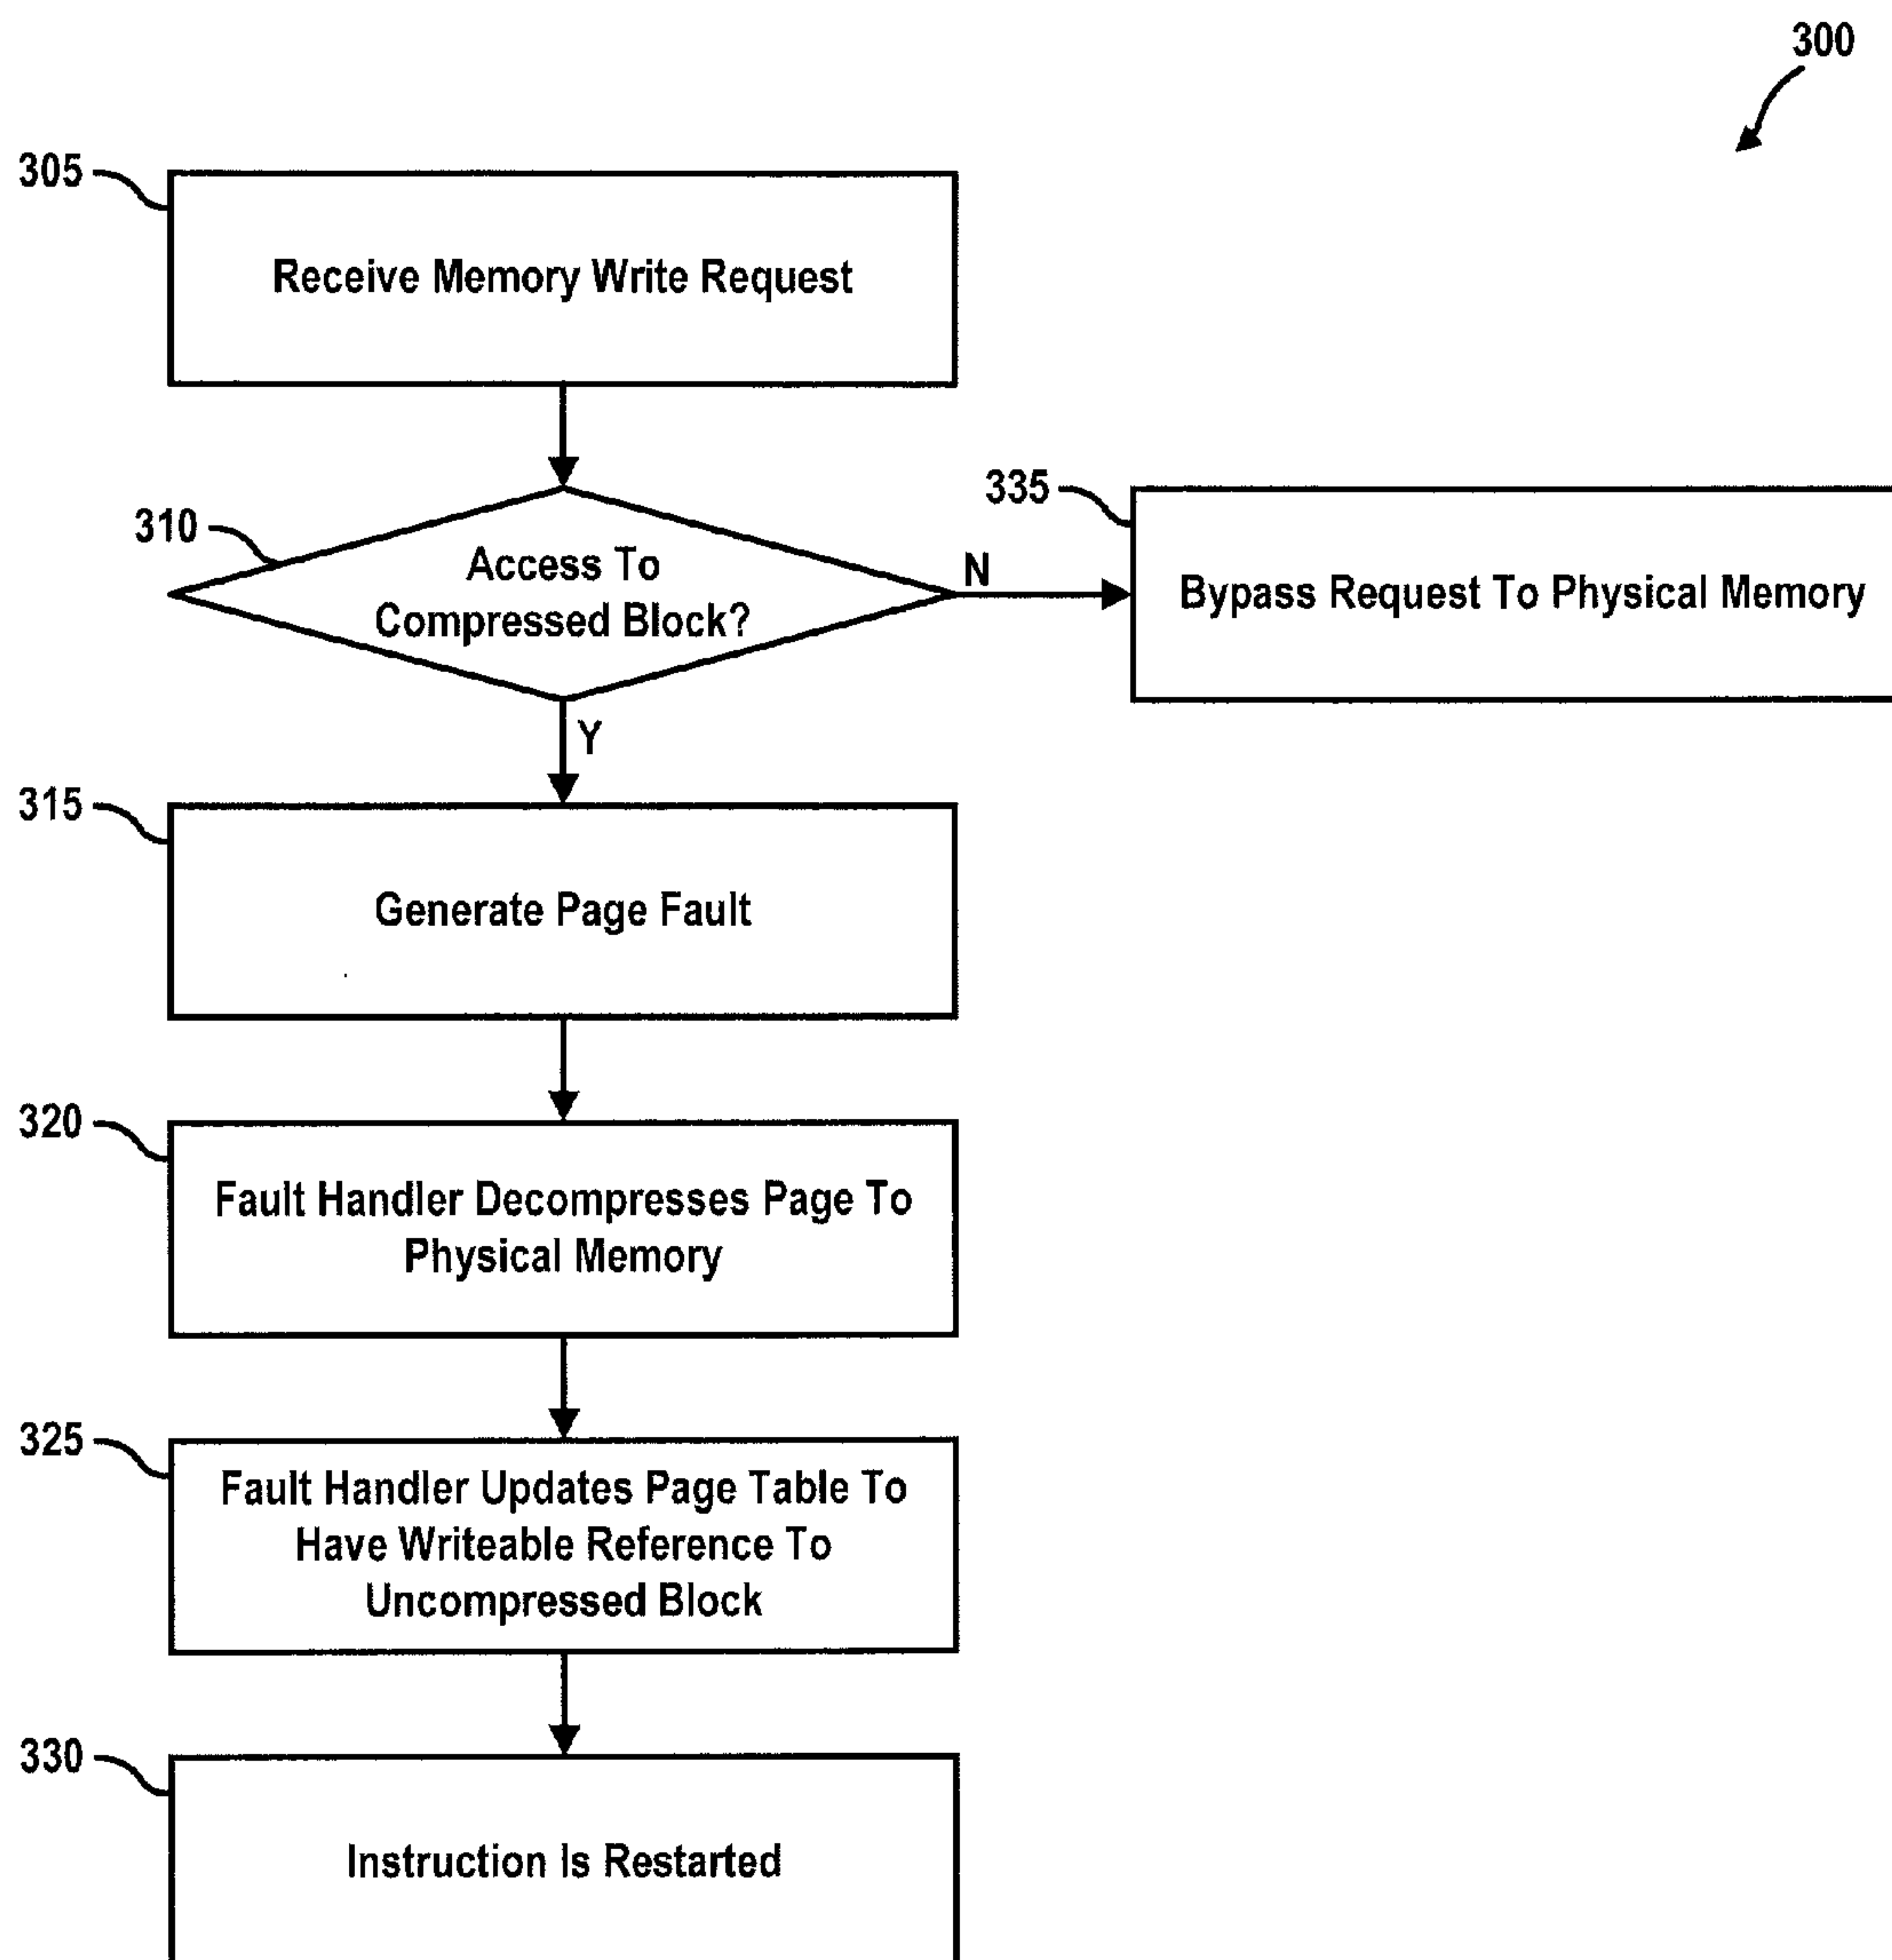 300
305
Receive Memory Write Request
310
Access To
Compressed Block?
N
335
Bypass Request To Physical Memory
Y
315
Generate Page Fault
320
Fault Handler Decompresses Page To
Physical Memory
325
Fault Handler Updates Page Table To
Have Writeable Reference To
Uncompressed Block
330
Instruction Is Restarted